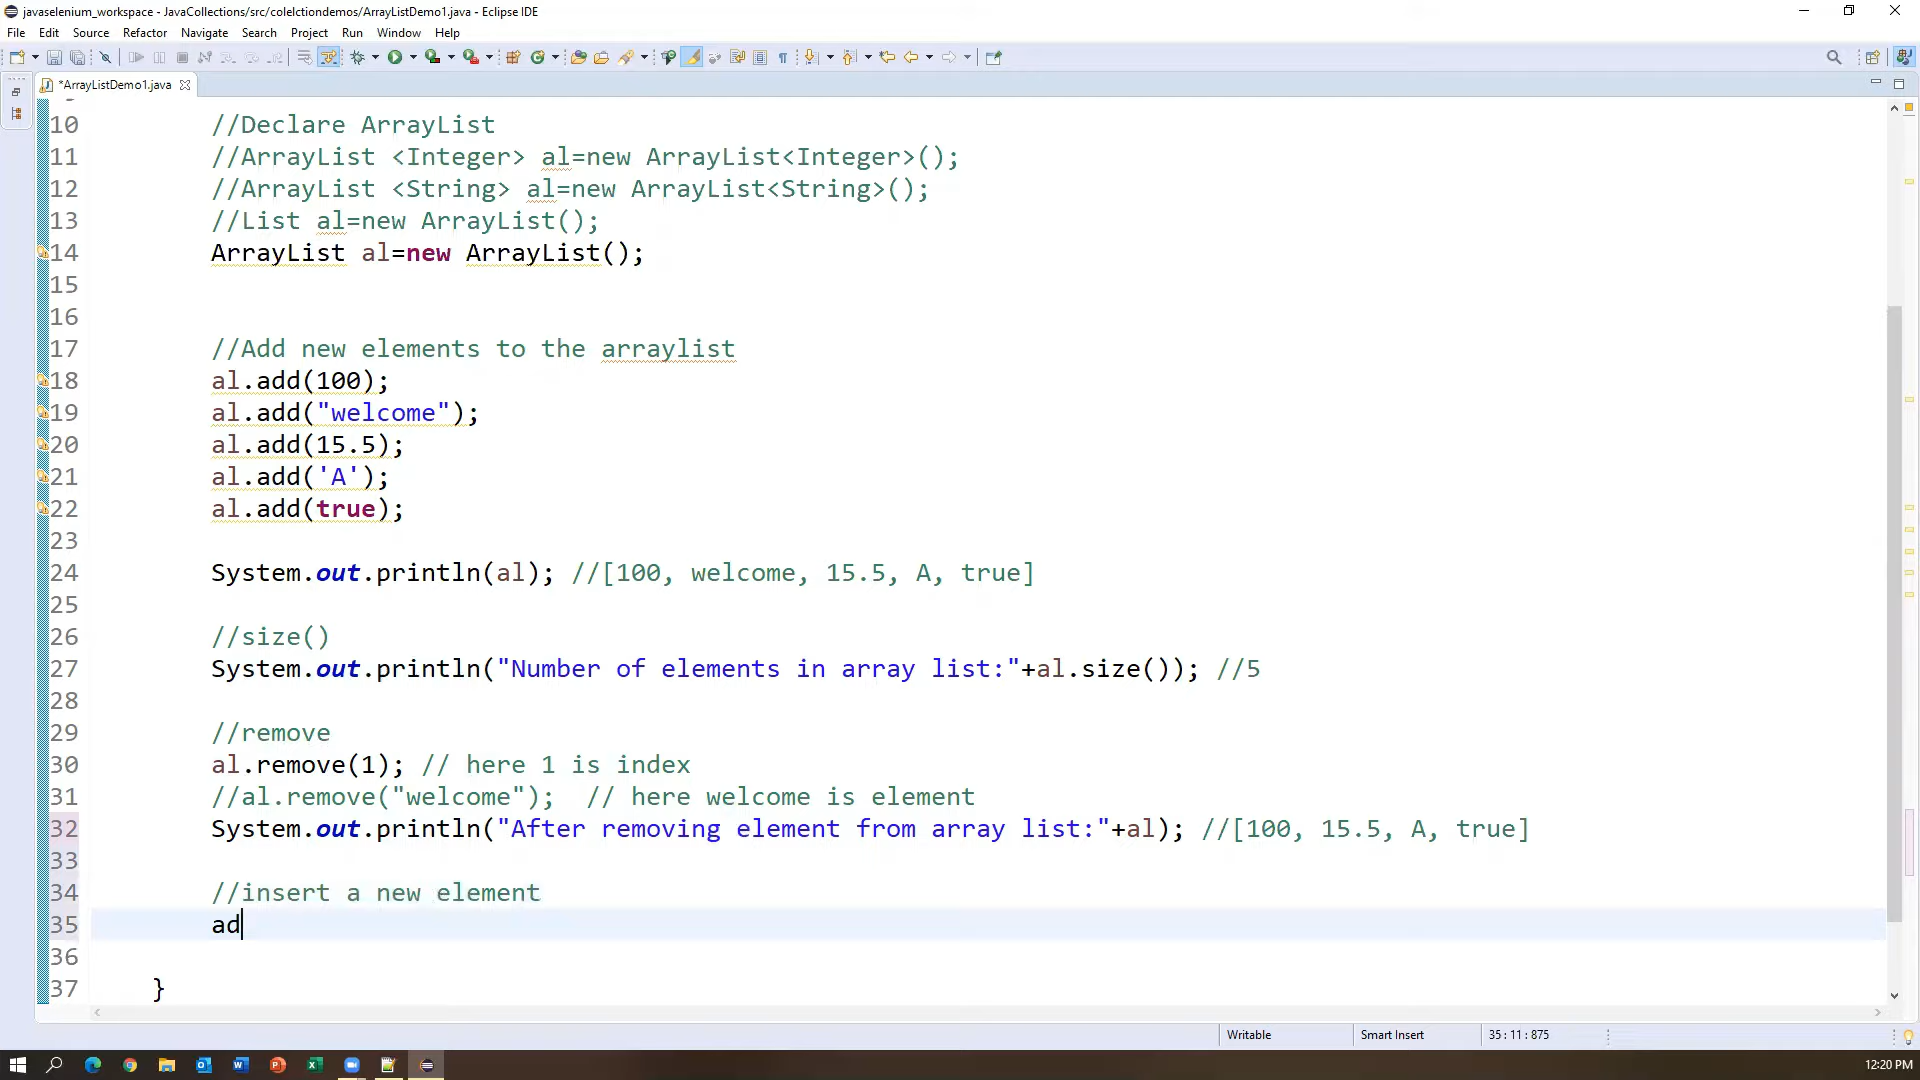 javaselenium_workspace - JavaCollections/src/colelctiondemos/ArrayListDemo1.java - Eclipse IDE
File Edit Source Refactor Navigate Search Project Run Window Help
*ArrayListDemo1.java
10 //Declare ArrayList
11 //ArrayList <Integer> al=new ArrayList<Integer>();
12 //ArrayList <String> al=new ArrayList<String>();
13 //List al=new ArrayList();
14 ArrayList al=new ArrayList();
15
16
17 //Add new elements to the arraylist
18 al.add(100);
19 al.add("welcome");
20 al.add(15.5);
21 al.add('A');
22 al.add(true);
23
24 System.out.println(al); //[100, welcome, 15.5, A, true]
25
26 //size()
27 System.out.println("Number of elements in array list:"+al.size()); //5
28
29 //remove
30 al.remove(1); // here 1 is index
31 //al.remove("welcome"); // here welcome is element
32 System.out.println("After removing element from array list:"+al); //[100, 15.5, A, true]
33
34 //insert a new element
35 ad
36
37 }
Writable Smart Insert 35 : 11 : 875
12:20 PM